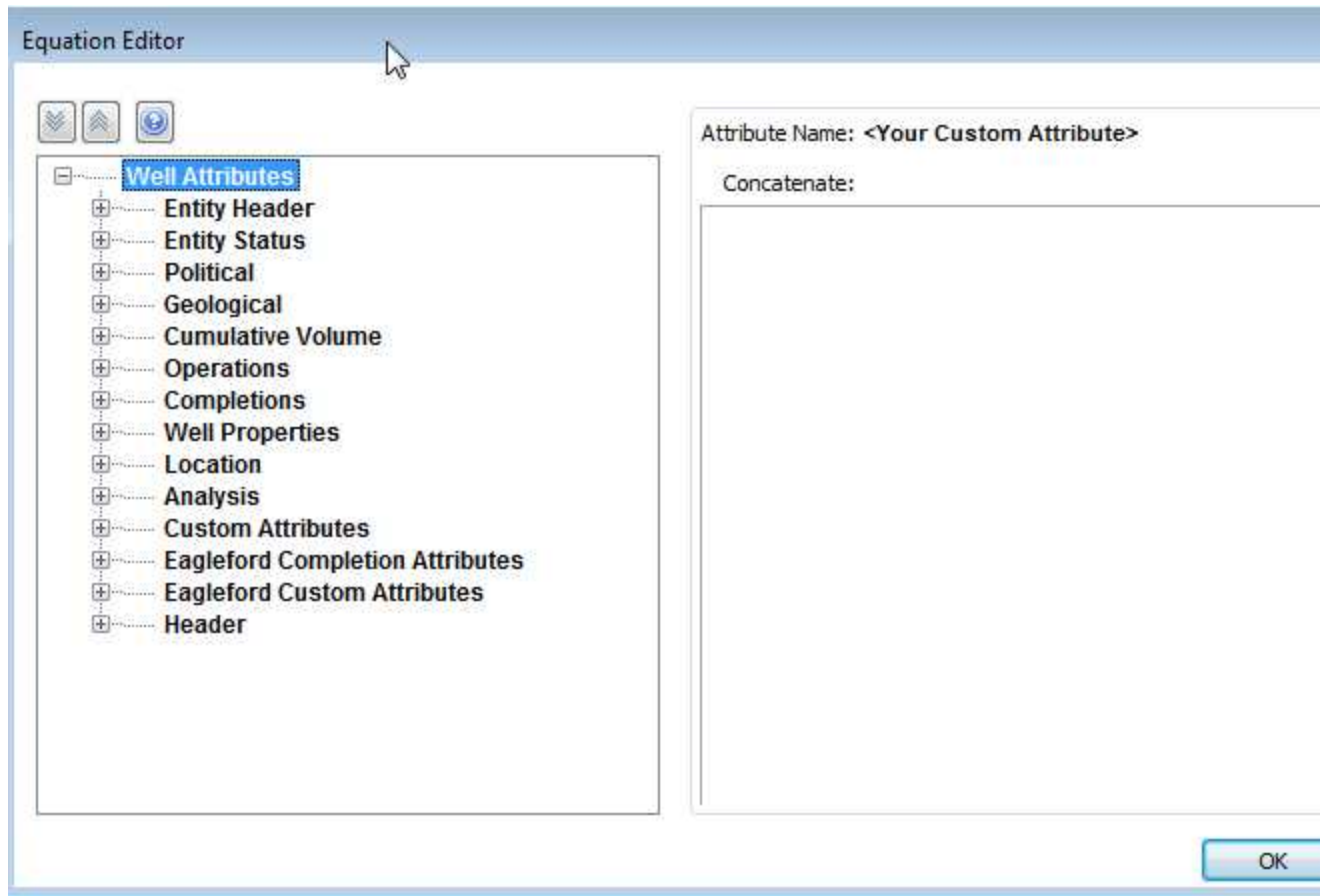 Equation Editor
Well Attributes
Entity Header
Entity Status
Political
Geological
Cumulative Volume
Operations
Completions
Well Properties
Location
Analysis
Custom Attributes
Eagleford Completion Attributes
Eagleford Custom Attributes
Header
Attribute Name: <Your Custom Attribute>
Concatenate:
OK